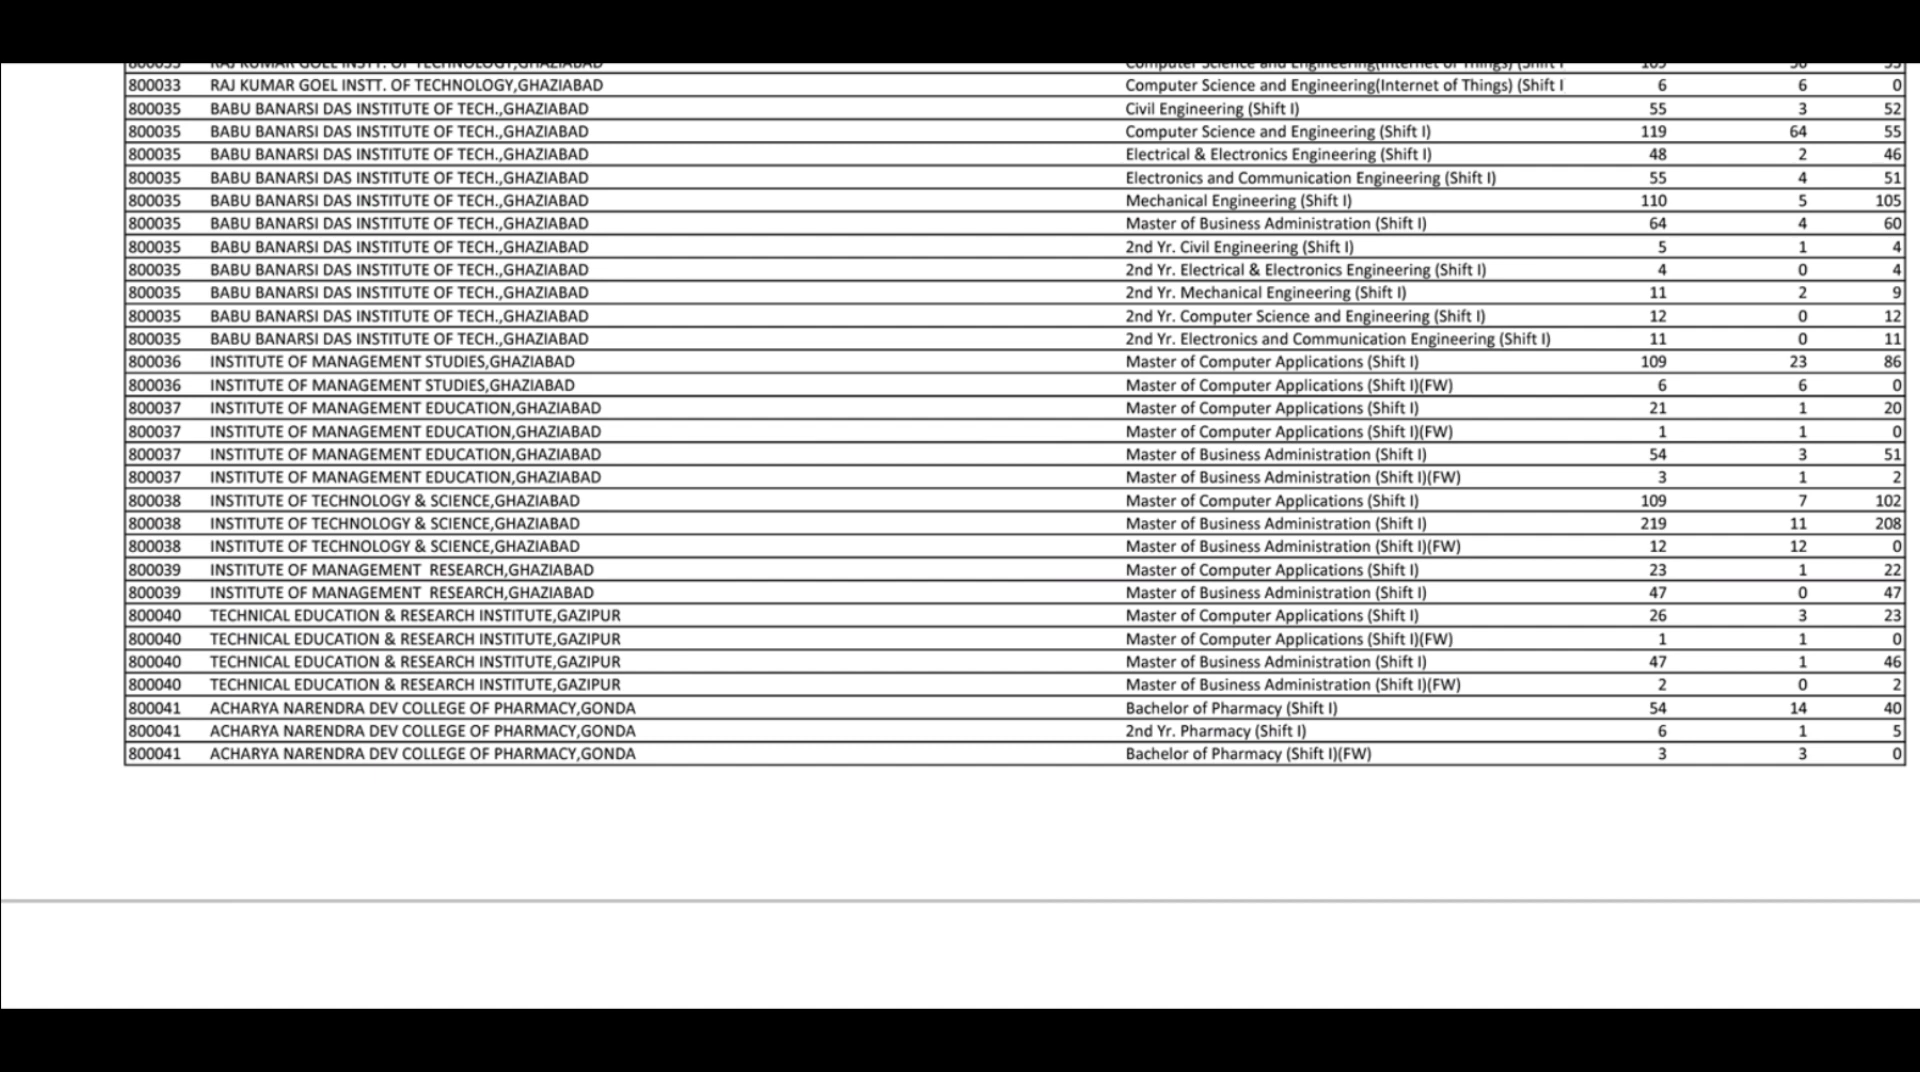 800033 RAJ KUMAR GOEL INSTT. OF TECHNOLOGY,GHAZIABAD Computer Science and Engineering(Internet of Things) (Shift I
800033 RAJ KUMAR GOEL INSTT. OF TECHNOLOGY,GHAZIABAD Computer Science and Engineering(Internet of Things) (Shift I 6 6 0
800035 BABU BANARSI DAS INSTITUTE OF TECH.,GHAZIABAD Civil Engineering (Shift I) 55 3 52
800035 BABU BANARSI DAS INSTITUTE OF TECH.,GHAZIABAD Computer Science and Engineering (Shift I) 119 64 55
800035 BABU BANARSI DAS INSTITUTE OF TECH.,GHAZIABAD Electrical & Electronics Engineering (Shift I) 48 2 46
800035 BABU BANARSI DAS INSTITUTE OF TECH.,GHAZIABAD Electronics and Communication Engineering (Shift I) 55 4 51
800035 BABU BANARSI DAS INSTITUTE OF TECH.,GHAZIABAD Mechanical Engineering (Shift I) 110 5 105
800035 BABU BANARSI DAS INSTITUTE OF TECH.,GHAZIABAD Master of Business Administration (Shift I) 64 4 60
800035 BABU BANARSI DAS INSTITUTE OF TECH.,GHAZIABAD 2nd Yr. Civil Engineering (Shift I) 5 1 4
800035 BABU BANARSI DAS INSTITUTE OF TECH.,GHAZIABAD 2nd Yr. Electrical & Electronics Engineering (Shift I) 4 0 4
800035 BABU BANARSI DAS INSTITUTE OF TECH.,GHAZIABAD 2nd Yr. Mechanical Engineering (Shift I) 11 2 9
800035 BABU BANARSI DAS INSTITUTE OF TECH.,GHAZIABAD 2nd Yr. Computer Science and Engineering (Shift I) 12 0 12
800035 BABU BANARSI DAS INSTITUTE OF TECH.,GHAZIABAD 2nd Yr. Electronics and Communication Engineering (Shift I) 11 0 11
800036 INSTITUTE OF MANAGEMENT STUDIES,GHAZIABAD Master of Computer Applications (Shift I) 109 23 86
800036 INSTITUTE OF MANAGEMENT STUDIES,GHAZIABAD Master of Computer Applications (Shift I)(FW) 6 6 0
800037 INSTITUTE OF MANAGEMENT EDUCATION,GHAZIABAD Master of Computer Applications (Shift I) 21 1 20
800037 INSTITUTE OF MANAGEMENT EDUCATION,GHAZIABAD Master of Computer Applications (Shift I)(FW) 1 1 0
800037 INSTITUTE OF MANAGEMENT EDUCATION,GHAZIABAD Master of Business Administration (Shift I) 54 3 51
800037 INSTITUTE OF MANAGEMENT EDUCATION,GHAZIABAD Master of Business Administration (Shift I)(FW) 3 1 2
800038 INSTITUTE OF TECHNOLOGY & SCIENCE,GHAZIABAD Master of Computer Applications (Shift I) 109 7 102
800038 INSTITUTE OF TECHNOLOGY & SCIENCE,GHAZIABAD Master of Business Administration (Shift I) 219 11 208
800038 INSTITUTE OF TECHNOLOGY & SCIENCE,GHAZIABAD Master of Business Administration (Shift I)(FW) 12 12 0
800039 INSTITUTE OF MANAGEMENT RESEARCH,GHAZIABAD Master of Computer Applications (Shift I) 23 1 22
800039 INSTITUTE OF MANAGEMENT RESEARCH,GHAZIABAD Master of Business Administration (Shift I) 47 0 47
800040 TECHNICAL EDUCATION & RESEARCH INSTITUTE,GAZIPUR Master of Computer Applications (Shift I) 26 3 23
800040 TECHNICAL EDUCATION & RESEARCH INSTITUTE,GAZIPUR Master of Computer Applications (Shift I)(FW) 1 1 0
800040 TECHNICAL EDUCATION & RESEARCH INSTITUTE,GAZIPUR Master of Business Administration (Shift I) 47 1 46
800040 TECHNICAL EDUCATION & RESEARCH INSTITUTE,GAZIPUR Master of Business Administration (Shift I)(FW) 2 0 2
800041 ACHARYA NARENDRA DEV COLLEGE OF PHARMACY,GONDA Bachelor of Pharmacy (Shift I) 54 14 40
800041 ACHARYA NARENDRA DEV COLLEGE OF PHARMACY,GONDA 2nd Yr. Pharmacy (Shift I) 6 1 5
800041 ACHARYA NARENDRA DEV COLLEGE OF PHARMACY,GONDA Bachelor of Pharmacy (Shift I)(FW) 3 3 0